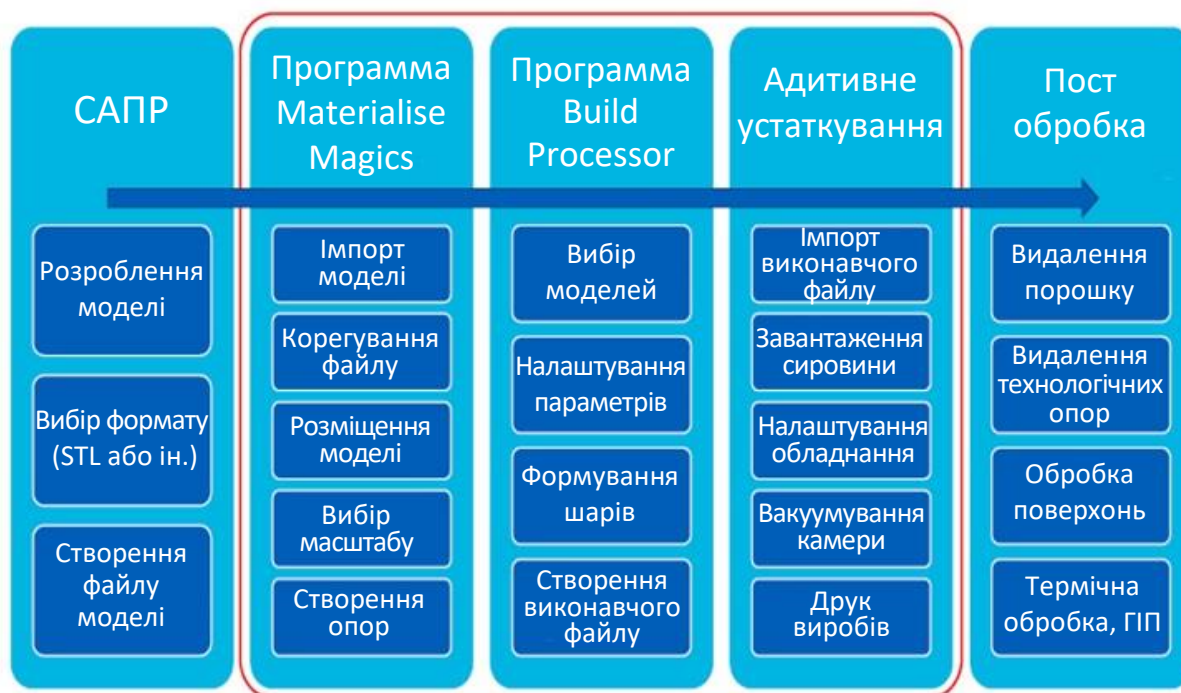 САПР
Розроблення
моделі
Вибір формату
(STL або ін.)
Створення
файлу
моделі
Программа
Materialise
Magics
Імпорт
моделі
Корегування
файлу
Розміщення
моделі
Вибір
масштабу
Створення
опор
Программа
Build
Processor
Вибір
моделей
Налаштування
параметрів
Формування
шарів
Створення
виконавчого
файлу
Адитивне
устаткування
Імпорт
виконавчого
файлу
Завантаження
сировини
Налаштування
обладнання
Вакуумування
камери
Друк
виробів
Пост
обробка
Видалення
порошку
Видалення
технологічних
опор
Обробка
поверхонь
Термічна
обробка, ГІП